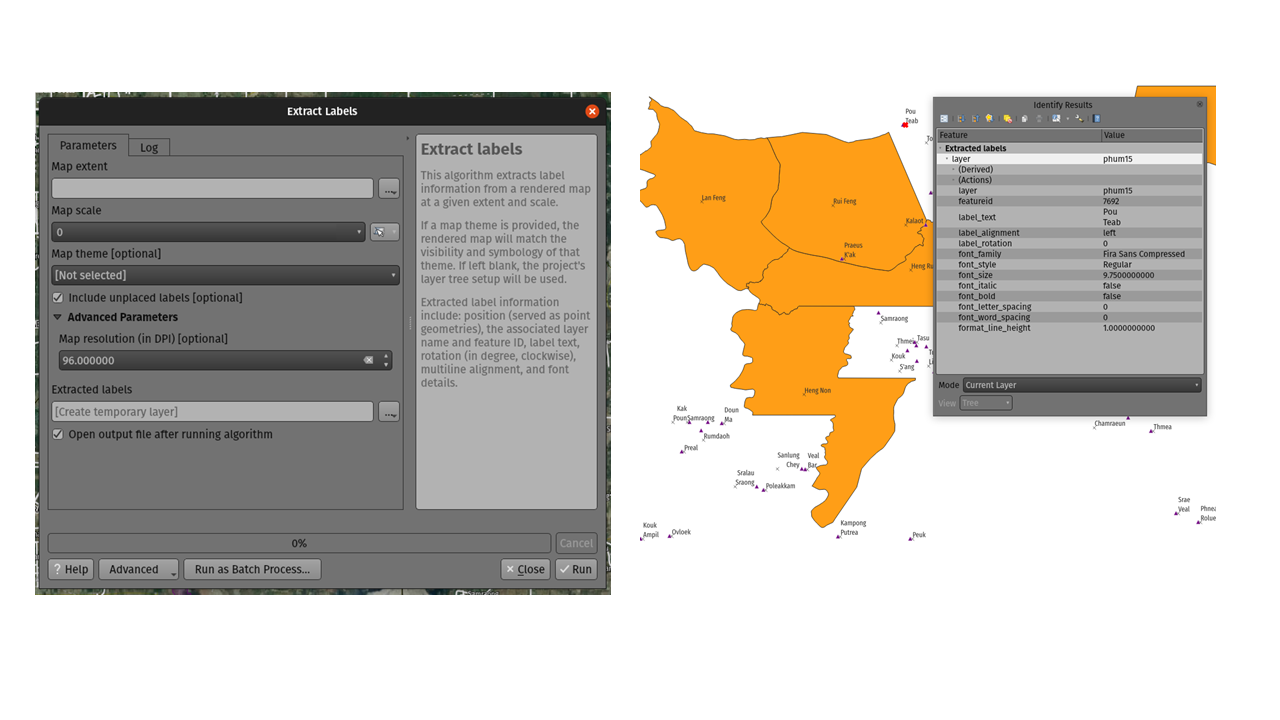 Extract Labels
Parameters
Log
Map extent
...
Map scale
0
Map theme [optional]
[Not selected]
Include unplaced labels [optional]
Advanced Parameters
Map resolution (in DPI) [optional]
96.000000
Extracted labels
[Create temporary layer]
...
Open output file after running algorithm
Extract labels
This algorithm extracts label
information from a rendered map
at a given extent and scale.
If a map theme is provided, the
rendered map will match the
visibility and symbology of that
theme. If left blank, the project's
layer tree setup will be used.
Extracted label information
include: position (served as point
geometries), the associated layer
name and feature ID, label text,
rotation (in degree, clockwise),
multiline alignment, and font
details.
0%
Cancel
? Help
Advanced
Run as Batch Process...
Close
Run
Pou
Teab
To
Lan Feng
Rui Feng
Kalaot
Praeus
K'ak
Heng Ru
Samraong
Thmei
Tasu
Kouk
S'ang
Heng Non
Kak
Poun
Samraong
Doun
Ma
Rumdaoh
Preal
Sanlung
Chey
Veal
Bar
Sralau
Sraong
Poleakkam
Kouk
Ampil
Ovloek
Kampong
Putrea
Peuk
Chamraeun
Thmea
Srae
Veal
Phnea
Rolue
Identify Results
Feature Value
Extracted labels
layer phum15
(Derived)
(Actions)
layer phum15
featureid 7692
label_text Pou
Teab
label_alignment left
label_rotation 0
font_family Fira Sans Compressed
font_style Regular
font_size 9.7500000000
font_italic false
font_bold false
font_letter_spacing 0
font_word_spacing 0
format_line_height 1.0000000000
Mode Current Layer
View Tree